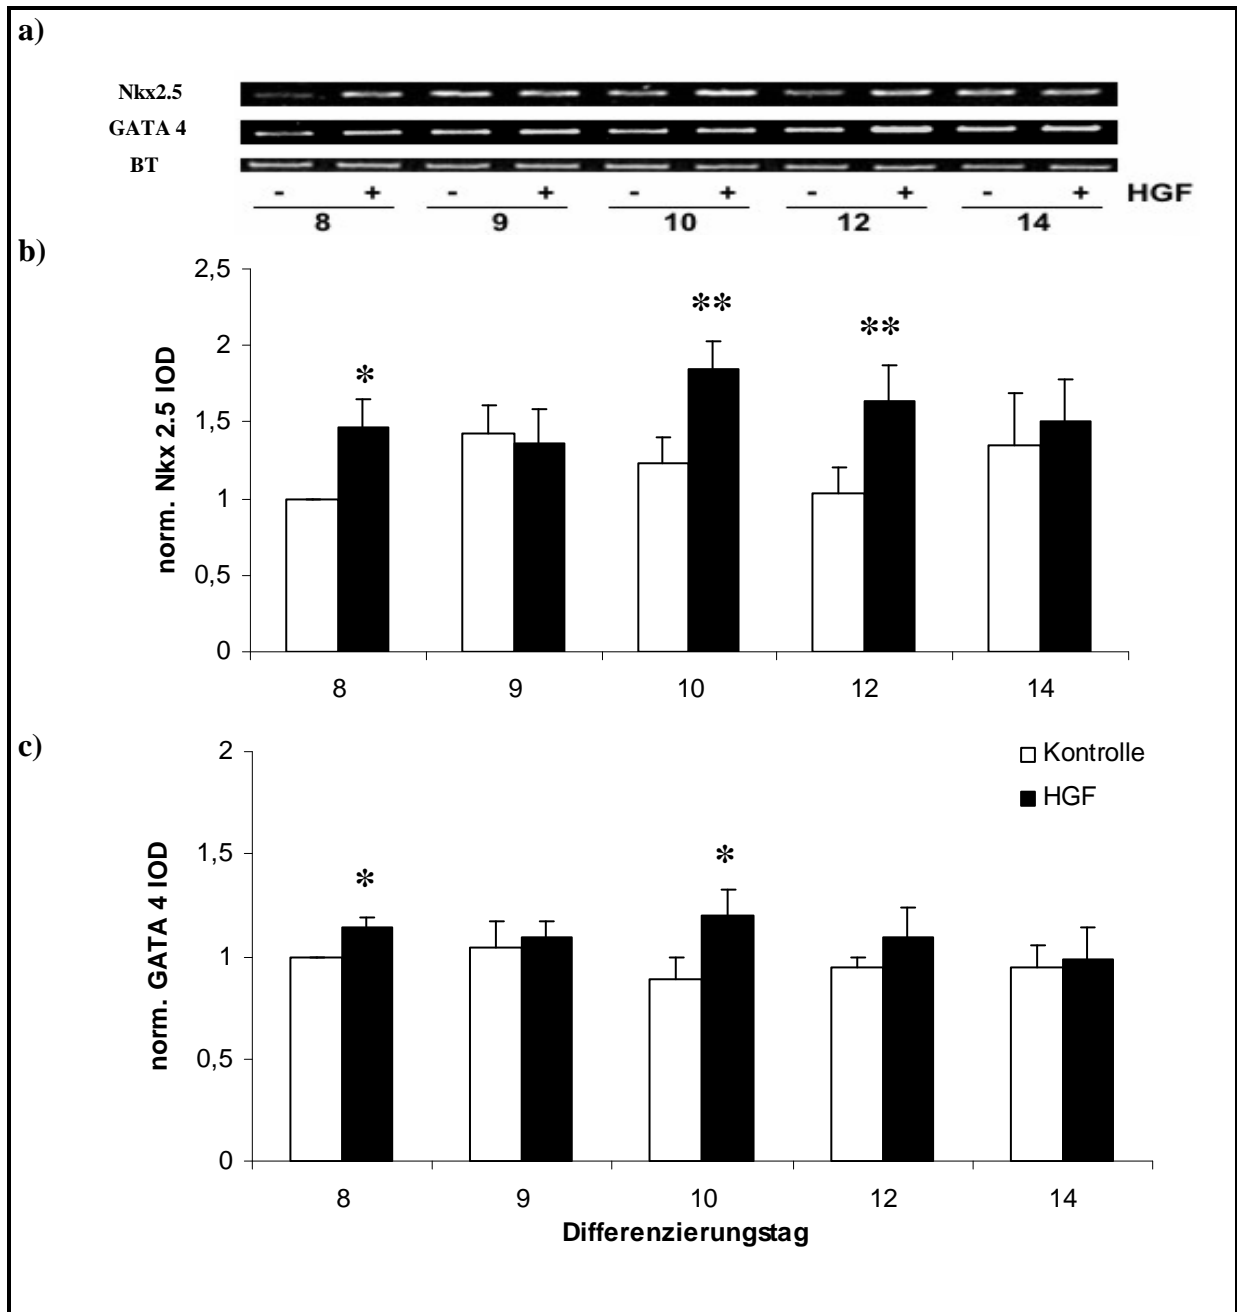 a)
Nkx2.5
GATA 4
BT
- + - + - + - + - + HGF
8 9 10 12 14
b)
norm. Nkx 2.5 IOD
2,5
2
1,5
1
0,5
0
* ** **
8 9 10 12 14
c)
Kontrolle
HGF
norm. GATA 4 IOD
2
1,5
1
0,5
0
* *
8 9 10 12 14
Differenzierungstag